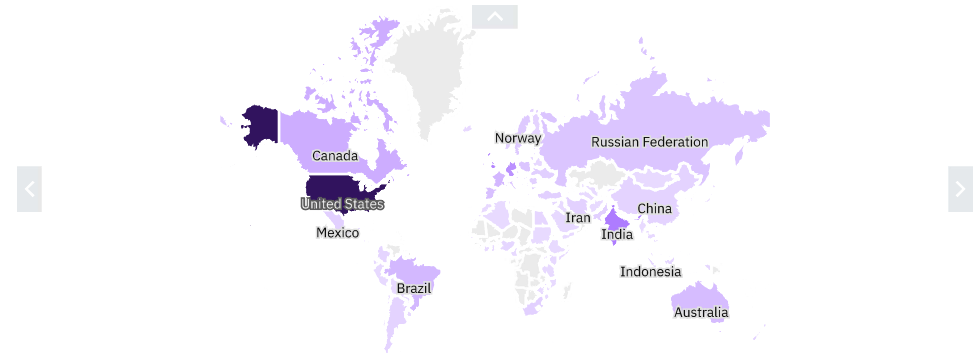 Norway
Russian Federation
Canada
United States
China
Iran
Mexico
India
Indonesia
Brazil
Australia